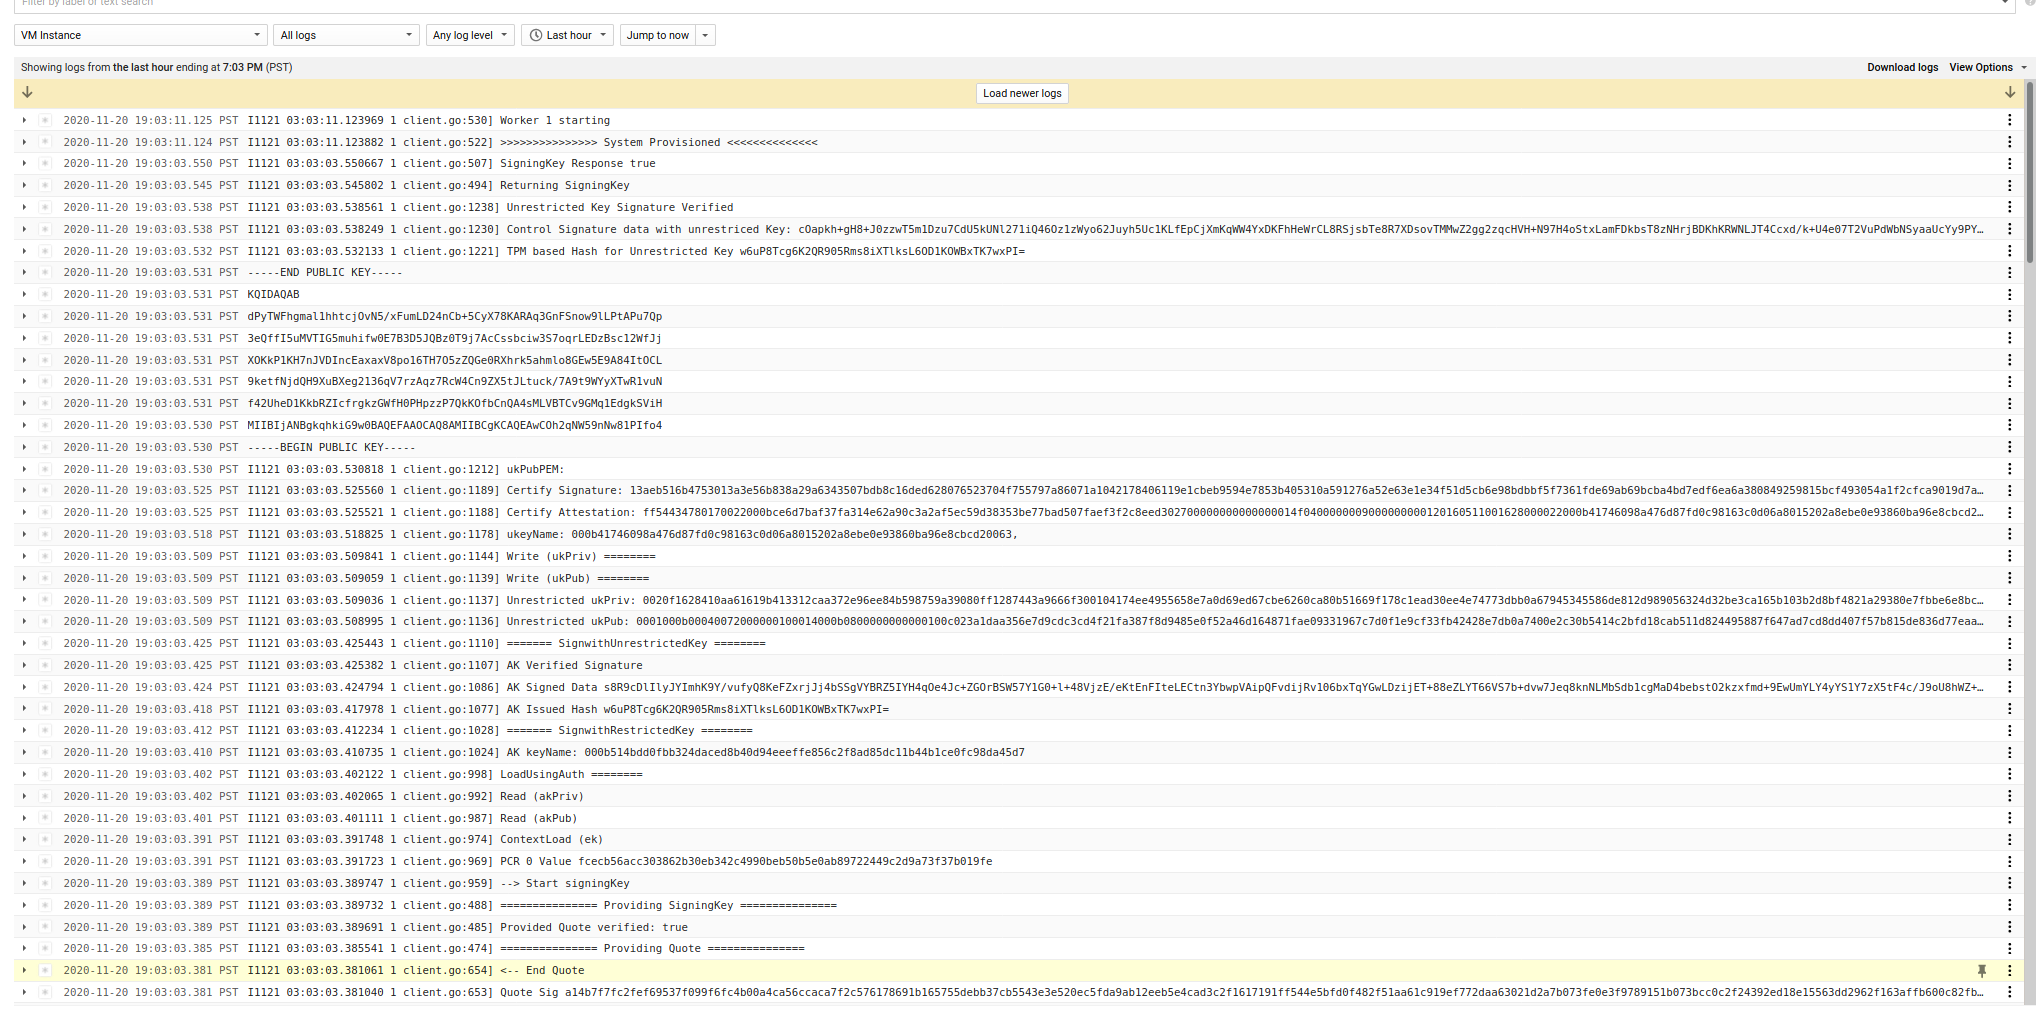 Filter by label or text search
VM Instance All logs Any log level Last hour Jump to now
Showing logs from the last hour ending at 7:03 PM (PST) Download logs View Options
Load newer logs
2020-11-20 19:03:11.125 PST I1121 03:03:11.123969 1 client.go:530] Worker 1 starting
2020-11-20 19:03:11.124 PST I1121 03:03:11.123882 1 client.go:522] >>>>>>>>>>>>>>> System Provisioned <<<<<<<<<<<<<<
2020-11-20 19:03:03.550 PST I1121 03:03:03.550667 1 client.go:507] SigningKey Response true
2020-11-20 19:03:03.545 PST I1121 03:03:03.545802 1 client.go:494] Returning SigningKey
2020-11-20 19:03:03.538 PST I1121 03:03:03.538561 1 client.go:1238] Unrestricted Key Signature Verified
2020-11-20 19:03:03.538 PST I1121 03:03:03.538249 1 client.go:1230] Control Signature data with unrestriced Key: cOapkh+gH8+J0zzwT5m1Dzu7CdU5kUNl271iQ46Oz1zWyo62Juyh5Uc1KLfEpCjXmKqWW4YxDKFhHeWrCL8RSjsbTe8R7XDsovTMMwZ2gg2zqcHVH+N97H4oStxLamFDkbsT8zNHrjBDKhKRWNLJT4Ccxd/k+U4e07T2VuPdWbNSyaaUcYy9PY…
2020-11-20 19:03:03.532 PST I1121 03:03:03.532133 1 client.go:1221] TPM based Hash for Unrestricted Key w6uP8Tcg6K2QR905Rms8iXTlksL6OD1KOWBxTK7wxPI=
2020-11-20 19:03:03.531 PST -----END PUBLIC KEY-----
2020-11-20 19:03:03.531 PST KQIDAQAB
2020-11-20 19:03:03.531 PST dPyTWFhgmal1hhtcjOvN5/xFumLD24nCb+5CyX78KARAq3GnFSnow9lLPtAPu7Qp
2020-11-20 19:03:03.531 PST 3eQffI5uMVTIG5muhifw0E7B3D5JQBz0T9j7AcCssbciw3S7oqrLEDzBsc12WfJj
2020-11-20 19:03:03.531 PST XOKkP1KH7nJVDIncEaxaxV8po16TH7O5zZQGe0RXhrk5ahmlo8GEw5E9A84ItOCL
2020-11-20 19:03:03.531 PST 9ketfNjdQH9XuBXeg2136qV7rzAqz7RcW4Cn9ZX5tJLtuck/7A9t9WYyXTwR1vuN
2020-11-20 19:03:03.531 PST f42UheD1KkbRZIcfrgkzGWfH0PHpzzP7QkKOfbCnQA4sMLVBTCv9GMq1EdgkSViH
2020-11-20 19:03:03.530 PST MIIBIjANBgkqhkiG9w0BAQEFAAOCAQ8AMIIBCgKCAQEAwCOh2qNW59nNw81PIfo4
2020-11-20 19:03:03.530 PST -----BEGIN PUBLIC KEY-----
2020-11-20 19:03:03.530 PST I1121 03:03:03.530818 1 client.go:1212] ukPubPEM:
2020-11-20 19:03:03.525 PST I1121 03:03:03.525560 1 client.go:1189] Certify Signature: 13aeb516b4753013a3e56b838a29a6343507bdb8c16ded628076523704f755797a86071a1042178406119e1cbeb9594e7853b405310a591276a52e63e1e34f51d5cb6e98bdbbf5f7361fde69ab69bcba4bd7edf6ea6a380849259815bcf493054a1f2cfca9019d7a…
2020-11-20 19:03:03.525 PST I1121 03:03:03.525521 1 client.go:1188] Certify Attestation: ff54434780170022000bce6d7baf37fa314e62a90c3a2af5ec59d38353be77bad507faef3f2c8eed30270000000000000014f0400000009000000001201605110016280000220​00b41746098a476d87fd0c98163c0d06a8015202a8ebe0e93860ba96e8cbcd2…
2020-11-20 19:03:03.518 PST I1121 03:03:03.518825 1 client.go:1178] ukeyName: 000b41746098a476d87fd0c98163c0d06a8015202a8ebe0e93860ba96e8cbcd20063,
2020-11-20 19:03:03.509 PST I1121 03:03:03.509841 1 client.go:1144] Write (ukPriv) ========
2020-11-20 19:03:03.509 PST I1121 03:03:03.509059 1 client.go:1139] Write (ukPub) ========
2020-11-20 19:03:03.509 PST I1121 03:03:03.509036 1 client.go:1137] Unrestricted ukPriv: 0020f1628410aa61619b413312caa372e96ee84b598759a39080ff1287443a9666f300104174ee4955658e7a0d69ed67cbe6260ca80b51669f178c1ead30ee4e74773dbb0a67945345586de812d989056324d32be3ca165b103b2d8bf4821a29380e7fbbe6e8bc…
2020-11-20 19:03:03.509 PST I1121 03:03:03.508995 1 client.go:1136] Unrestricted ukPub: 0001000b00040072000000100014000b0800000000000100c023a1daa356e7d9cdc3cd4f21fa387f8d9485e0f52a46d164871fae09331967c7d0f1e9cf33fb42428e7db0a7400e2c30b5414c2bfd18cab511d824495887f647ad7cd8dd407f57b815de836d77eaa…
2020-11-20 19:03:03.425 PST I1121 03:03:03.425443 1 client.go:1110] ======= SignwithUnrestrictedKey ========
2020-11-20 19:03:03.425 PST I1121 03:03:03.425382 1 client.go:1107] AK Verified Signature
2020-11-20 19:03:03.424 PST I1121 03:03:03.424794 1 client.go:1086] AK Signed Data s8R9cDlIlyJYImhK9Y/vufyQ8KeFZxrjJj4bSSgVYBRZ5IYH4qOe4Jc+ZGOrBSW57Y1G0+l+48VjzE/eKtEnFIteLECtn3YbwpVAipQFvdijRv106bxTqYGwLDzijET+88eZLYT66VS7b+dvw7Jeq8knNLMbSdb1cgMaD4bebstO2kzxfmd+9EwUmYLY4yYS1Y7zX5tF4c/J9oU8hWZ+…
2020-11-20 19:03:03.418 PST I1121 03:03:03.417978 1 client.go:1077] AK Issued Hash w6uP8Tcg6K2QR905Rms8iXTlksL6OD1KOWBxTK7wxPI=
2020-11-20 19:03:03.412 PST I1121 03:03:03.412234 1 client.go:1028] ======= SignwithRestrictedKey ========
2020-11-20 19:03:03.410 PST I1121 03:03:03.410735 1 client.go:1024] AK keyName: 000b514bdd0fbb324daced8b40d94eeeffe856c2f8ad85dc11b44b1ce0fc98da45d7
2020-11-20 19:03:03.402 PST I1121 03:03:03.402122 1 client.go:998] LoadUsingAuth ========
2020-11-20 19:03:03.402 PST I1121 03:03:03.402065 1 client.go:992] Read (akPriv)
2020-11-20 19:03:03.401 PST I1121 03:03:03.401111 1 client.go:987] Read (akPub)
2020-11-20 19:03:03.391 PST I1121 03:03:03.391748 1 client.go:974] ContextLoad (ek)
2020-11-20 19:03:03.391 PST I1121 03:03:03.391723 1 client.go:969] PCR 0 Value fcecb56acc303862b30eb342c4990beb50b5e0ab89722449c2d9a73f37b019fe
2020-11-20 19:03:03.389 PST I1121 03:03:03.389747 1 client.go:959] --> Start signingKey
2020-11-20 19:03:03.389 PST I1121 03:03:03.389732 1 client.go:488] =============== Providing SigningKey ===============
2020-11-20 19:03:03.389 PST I1121 03:03:03.389691 1 client.go:485] Provided Quote verified: true
2020-11-20 19:03:03.385 PST I1121 03:03:03.385541 1 client.go:474] =============== Providing Quote ===============
2020-11-20 19:03:03.381 PST I1121 03:03:03.381061 1 client.go:654] <-- End Quote
2020-11-20 19:03:03.381 PST I1121 03:03:03.381040 1 client.go:653] Quote Sig a14b7f7fc2fef69537f099f6fc4b00a4ca56ccaca7f2c576178691b165755debb37cb5543e3e520ec5fda9ab12eeb5e4cad3c2f1617191ff544e5bfd0f482f51aa61c919ef772daa63021d2a7b073fe0e3f9789151b073bcc0c2f24392ed18e15563dd2962f163affb600c82fb…